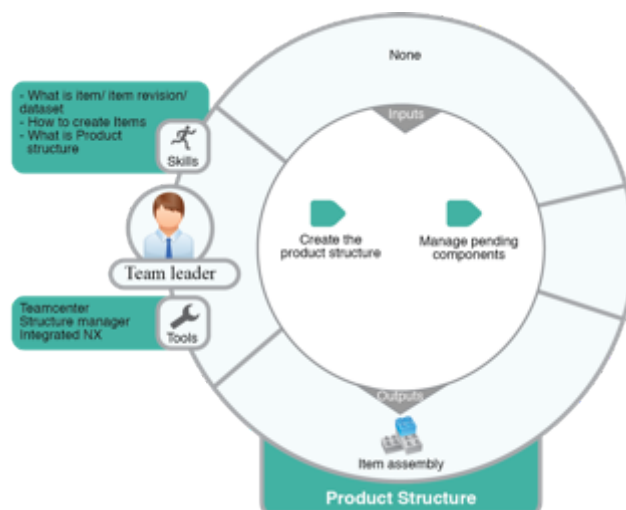 None
Inputs
- What is item/ item revision/
dataset
- How to create Items
- What is Product
structure
Skills
Team leader
Teamcenter
Structure manager
Integrated NX
Tools
Create the
product structure
Manage pending
components
Outputs
Item assembly
Product Structure